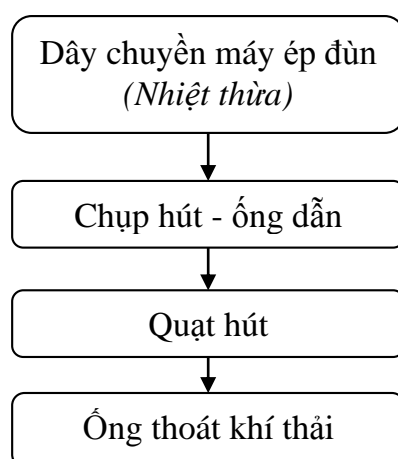 Dây chuyền máy ép đùn
(Nhiệt thừa)
Chụp hút - ống dẫn
Quạt hút
Ống thoát khí thải